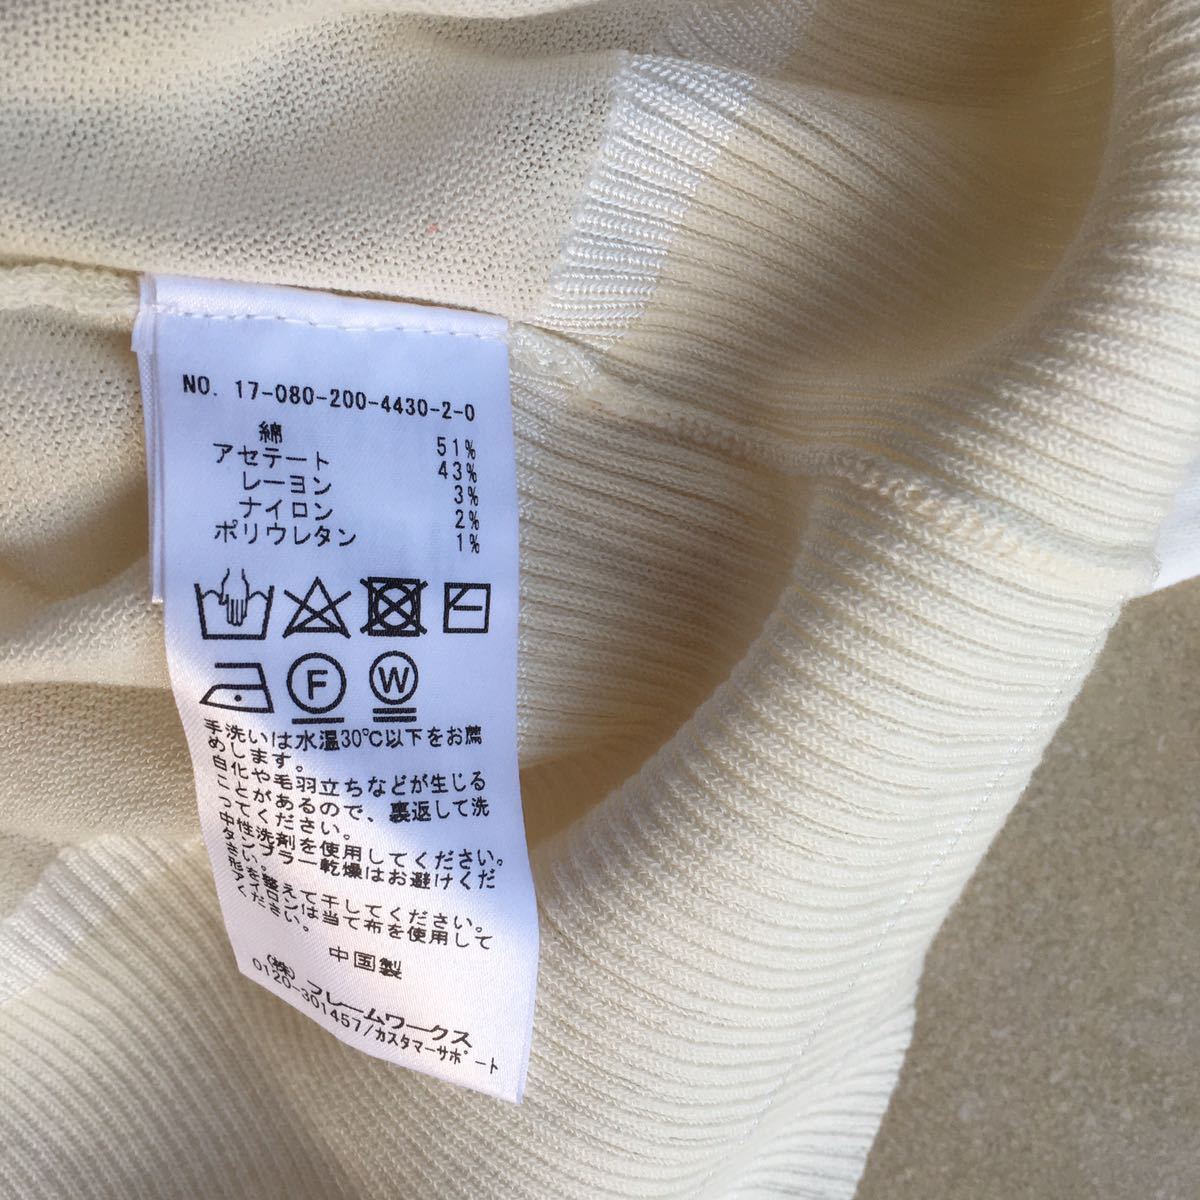 NO. 17-080-200-4430-2-0
綿 51%
アセテート 43%
レーヨン 3%
ナイロン 2%
ポリウレタン 1%
F W
手洗いは水温30℃以下をお薦
めします。
白化や毛羽立ちなどが生じる
ことがあるので、裏返して洗
ってください。
中性洗剤を使用してください。
タンブラー乾燥はお避けくだ
さい。
形を整えて干してください。
アイロンは当て布を使用して
ください。
中国製
(株)フレームワークス
0120-301457/カスタマーサポート